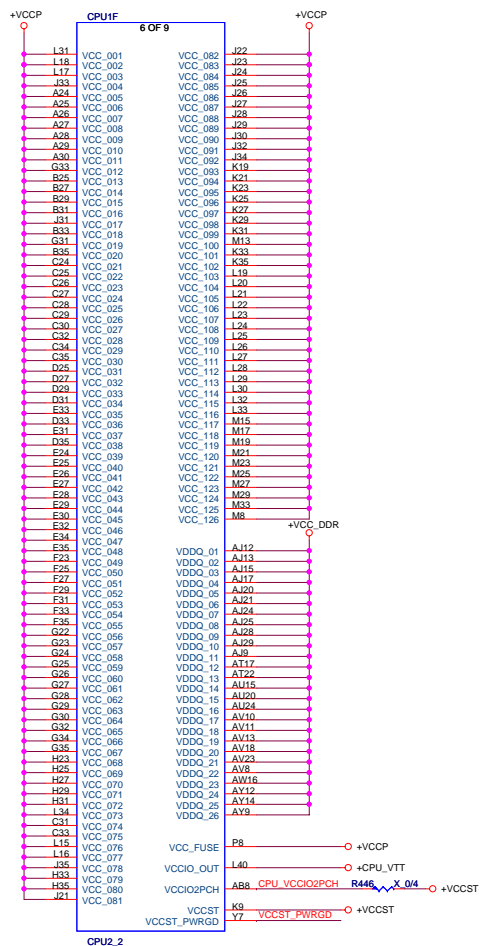 +VCCP CPU1F +VCCP
6 OF 9
L31 VCC_001 VCC_082 J22
L18 VCC_002 VCC_083 J23
L17 VCC_003 VCC_084 J24
J33 VCC_004 VCC_085 J25
A24 VCC_005 VCC_086 J26
A25 VCC_006 VCC_087 J27
A26 VCC_007 VCC_088 J28
A27 VCC_008 VCC_089 J29
A28 VCC_009 VCC_090 J30
A29 VCC_010 VCC_091 J32
A30 VCC_011 VCC_092 J34
G33 VCC_012 VCC_093 K19
B25 VCC_013 VCC_094 K21
B27 VCC_014 VCC_095 K23
B29 VCC_015 VCC_096 K25
B31 VCC_016 VCC_097 K27
J31 VCC_017 VCC_098 K29
B33 VCC_018 VCC_099 K31
G31 VCC_019 VCC_100 M13
B35 VCC_020 VCC_101 K33
C24 VCC_021 VCC_102 K35
C25 VCC_022 VCC_103 L19
C26 VCC_023 VCC_104 L20
C27 VCC_024 VCC_105 L21
C28 VCC_025 VCC_106 L22
C29 VCC_026 VCC_107 L23
C30 VCC_027 VCC_108 L24
C32 VCC_028 VCC_109 L25
C34 VCC_029 VCC_110 L26
C35 VCC_030 VCC_111 L27
D25 VCC_031 VCC_112 L28
D27 VCC_032 VCC_113 L29
D29 VCC_033 VCC_114 L30
D31 VCC_034 VCC_115 L32
E33 VCC_035 VCC_116 L33
D33 VCC_036 VCC_117 M15
E31 VCC_037 VCC_118 M17
D35 VCC_038 VCC_119 M19
E24 VCC_039 VCC_120 M21
E25 VCC_040 VCC_121 M23
E26 VCC_041 VCC_122 M25
E27 VCC_042 VCC_123 M27
E28 VCC_043 VCC_124 M29
E29 VCC_044 VCC_125 M33
E30 VCC_045 VCC_126 M8
E32 VCC_046 +VCC_DDR
E34 VCC_047
E35 VCC_048 VDDQ_01 AJ12
F23 VCC_049 VDDQ_02 AJ13
F25 VCC_050 VDDQ_03 AJ15
F27 VCC_051 VDDQ_04 AJ17
F29 VCC_052 VDDQ_05 AJ20
F31 VCC_053 VDDQ_06 AJ21
F33 VCC_054 VDDQ_07 AJ24
F35 VCC_055 VDDQ_08 AJ25
G22 VCC_056 VDDQ_09 AJ28
G23 VCC_057 VDDQ_10 AJ29
G24 VCC_058 VDDQ_11 AJ9
G25 VCC_059 VDDQ_12 AT17
G26 VCC_060 VDDQ_13 AT22
G27 VCC_061 VDDQ_14 AU15
G28 VCC_062 VDDQ_15 AU20
G29 VCC_063 VDDQ_16 AU24
G30 VCC_064 VDDQ_17 AV10
G32 VCC_065 VDDQ_18 AV11
G34 VCC_066 VDDQ_19 AV13
G35 VCC_067 VDDQ_20 AV18
H23 VCC_068 VDDQ_21 AV23
H25 VCC_069 VDDQ_22 AV8
H27 VCC_070 VDDQ_23 AW16
H29 VCC_071 VDDQ_24 AY12
H31 VCC_072 VDDQ_25 AY14
L34 VCC_073 VDDQ_26 AY9
C31 VCC_074
C33 VCC_075
L15 VCC_076 VCC_FUSE P8 +VCCP
L16 VCC_077
J35 VCC_078 VCCIO_OUT L40 +CPU_VTT
H33 VCC_079
H35 VCC_080 VCCIO2PCH AB8 CPU_VCCIO2PCH R446 X_0/4 +VCCST
J21 VCC_081
VCCST K9 +VCCST
VCCST_PWRGD Y7 VCCST_PWRGD
CPU2_2